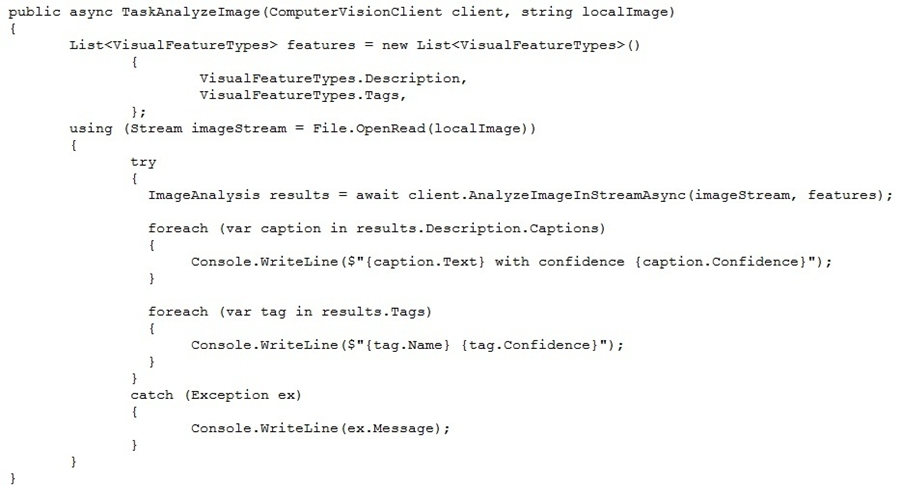 public async TaskAnalyzeImage(ComputerVisionClient client, string localImage)
{
List<VisualFeatureTypes> features = new List<VisualFeatureTypes>()
{
VisualFeatureTypes.Description,
VisualFeatureTypes.Tags,
};
using (Stream imageStream = File.OpenRead(localImage))
{
try
{
ImageAnalysis results = await client.AnalyzeImageInStreamAsync(imageStream, features);
foreach (var caption in results.Description.Captions)
{
Console.WriteLine($"{caption.Text} with confidence {caption.Confidence}");
}
foreach (var tag in results.Tags)
{
Console.WriteLine($"{tag.Name} {tag.Confidence}");
}
}
catch (Exception ex)
{
Console.WriteLine(ex.Message);
}
}
}